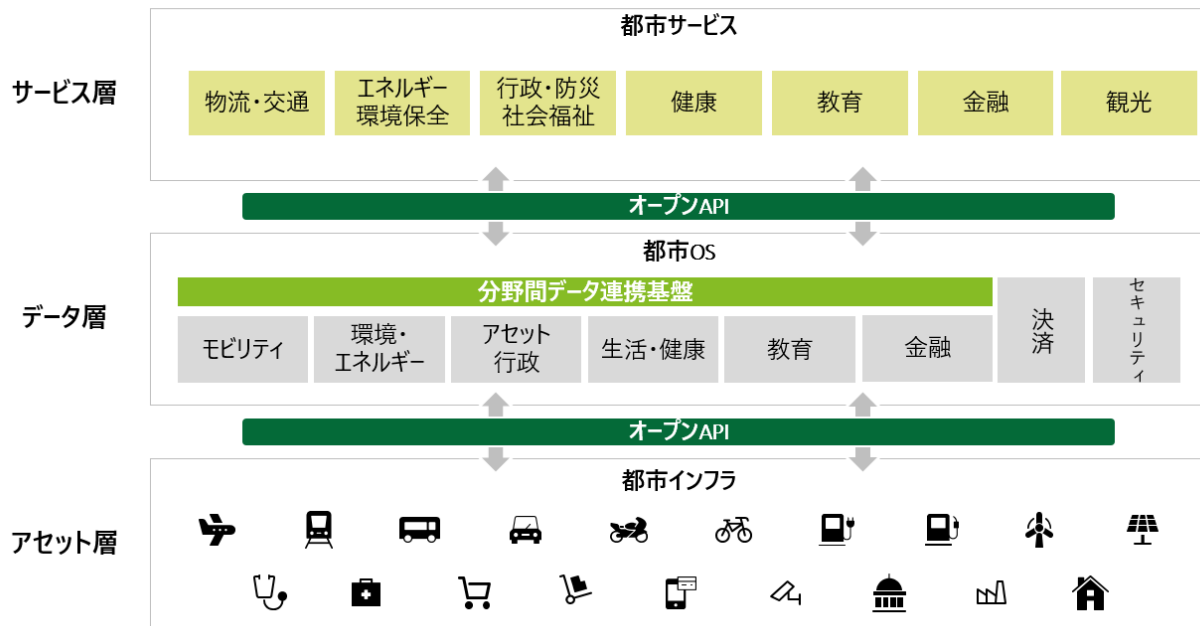 都市サービス
サービス層
物流・交通
エネルギー
環境保全
行政・防災
社会福祉
健康
教育
金融
観光
オープンAPI
都市OS
データ層
分野間データ連携基盤
モビリティ
環境・
エネルギー
アセット
行政
生活・健康
教育
金融
決済
セキュリティ
オープンAPI
都市インフラ
アセット層